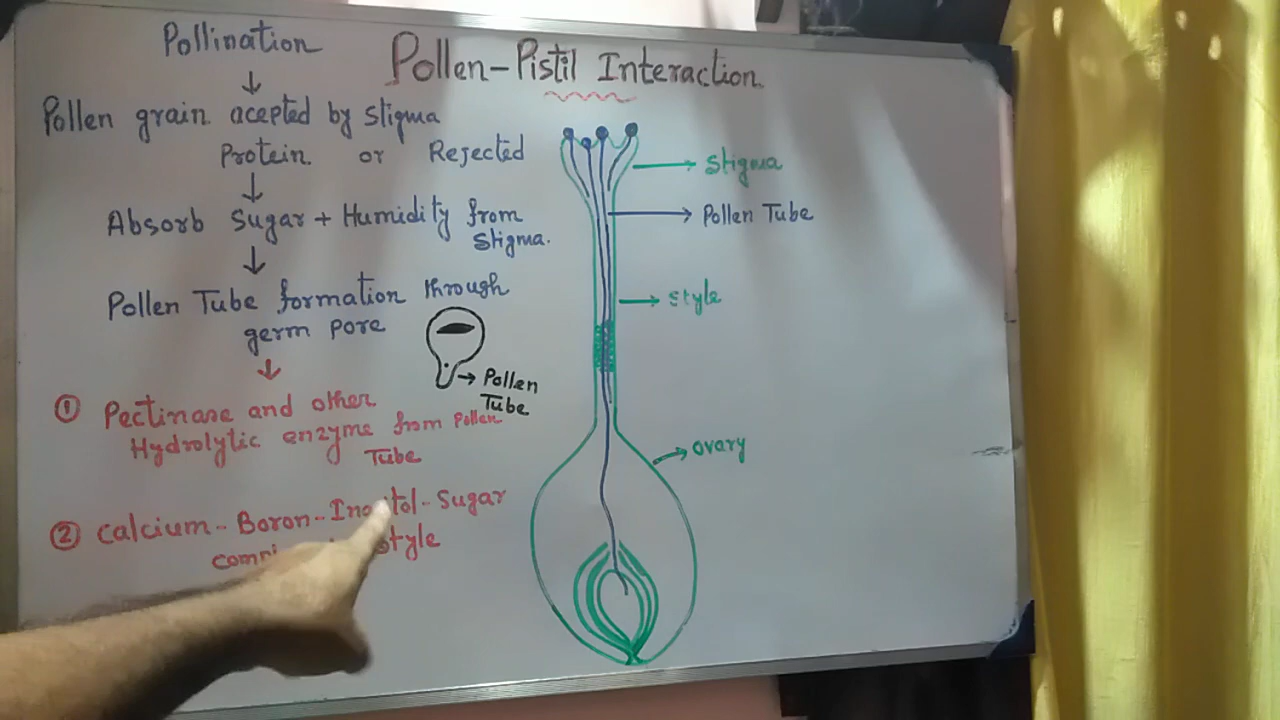 Pollination
Pollen-Pistil Interaction
↓
Pollen grain acepted by stigma
Protein or Rejected
↓
Absorb Sugar + Humidity from
Stigma.
↓
Pollen Tube formation through
germ pore
↓
① Pectinase and other
Hydrolytic enzyme from Pollen
Tube
② Calcium - Boron - Inositol - Sugar
style
→ Pollen
Tube
→ Stigma
→ Pollen Tube
→ style
→ ovary